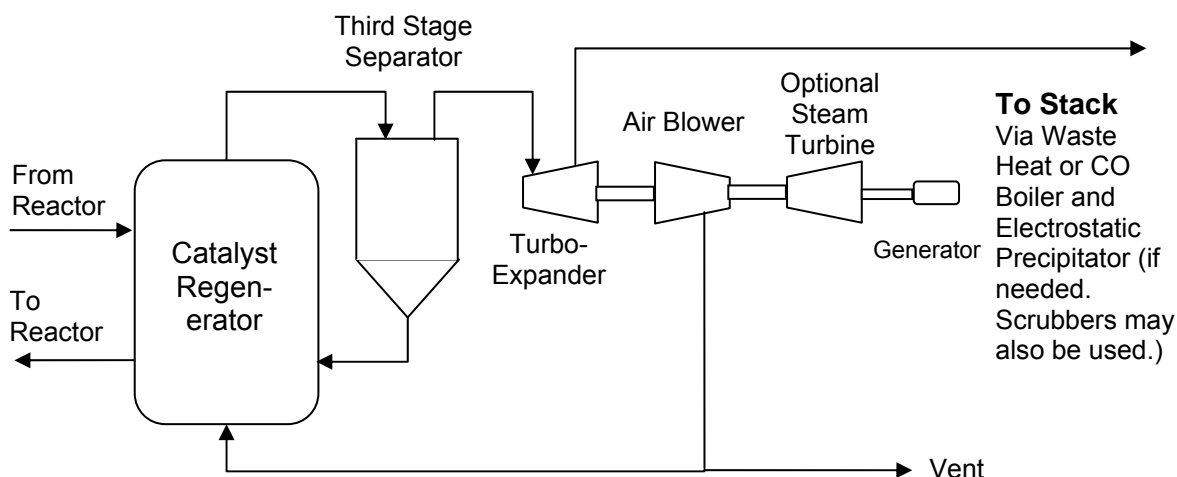 Third Stage
Separator
Optional
Steam
Turbine
Air Blower
To Stack
Via Waste
Heat or CO
Boiler and
Electrostatic
Precipitator (if
needed.
Scrubbers may
also be used.)
From
Reactor
Catalyst
Regen-
erator
To
Reactor
Turbo-
Expander
Generator
Vent